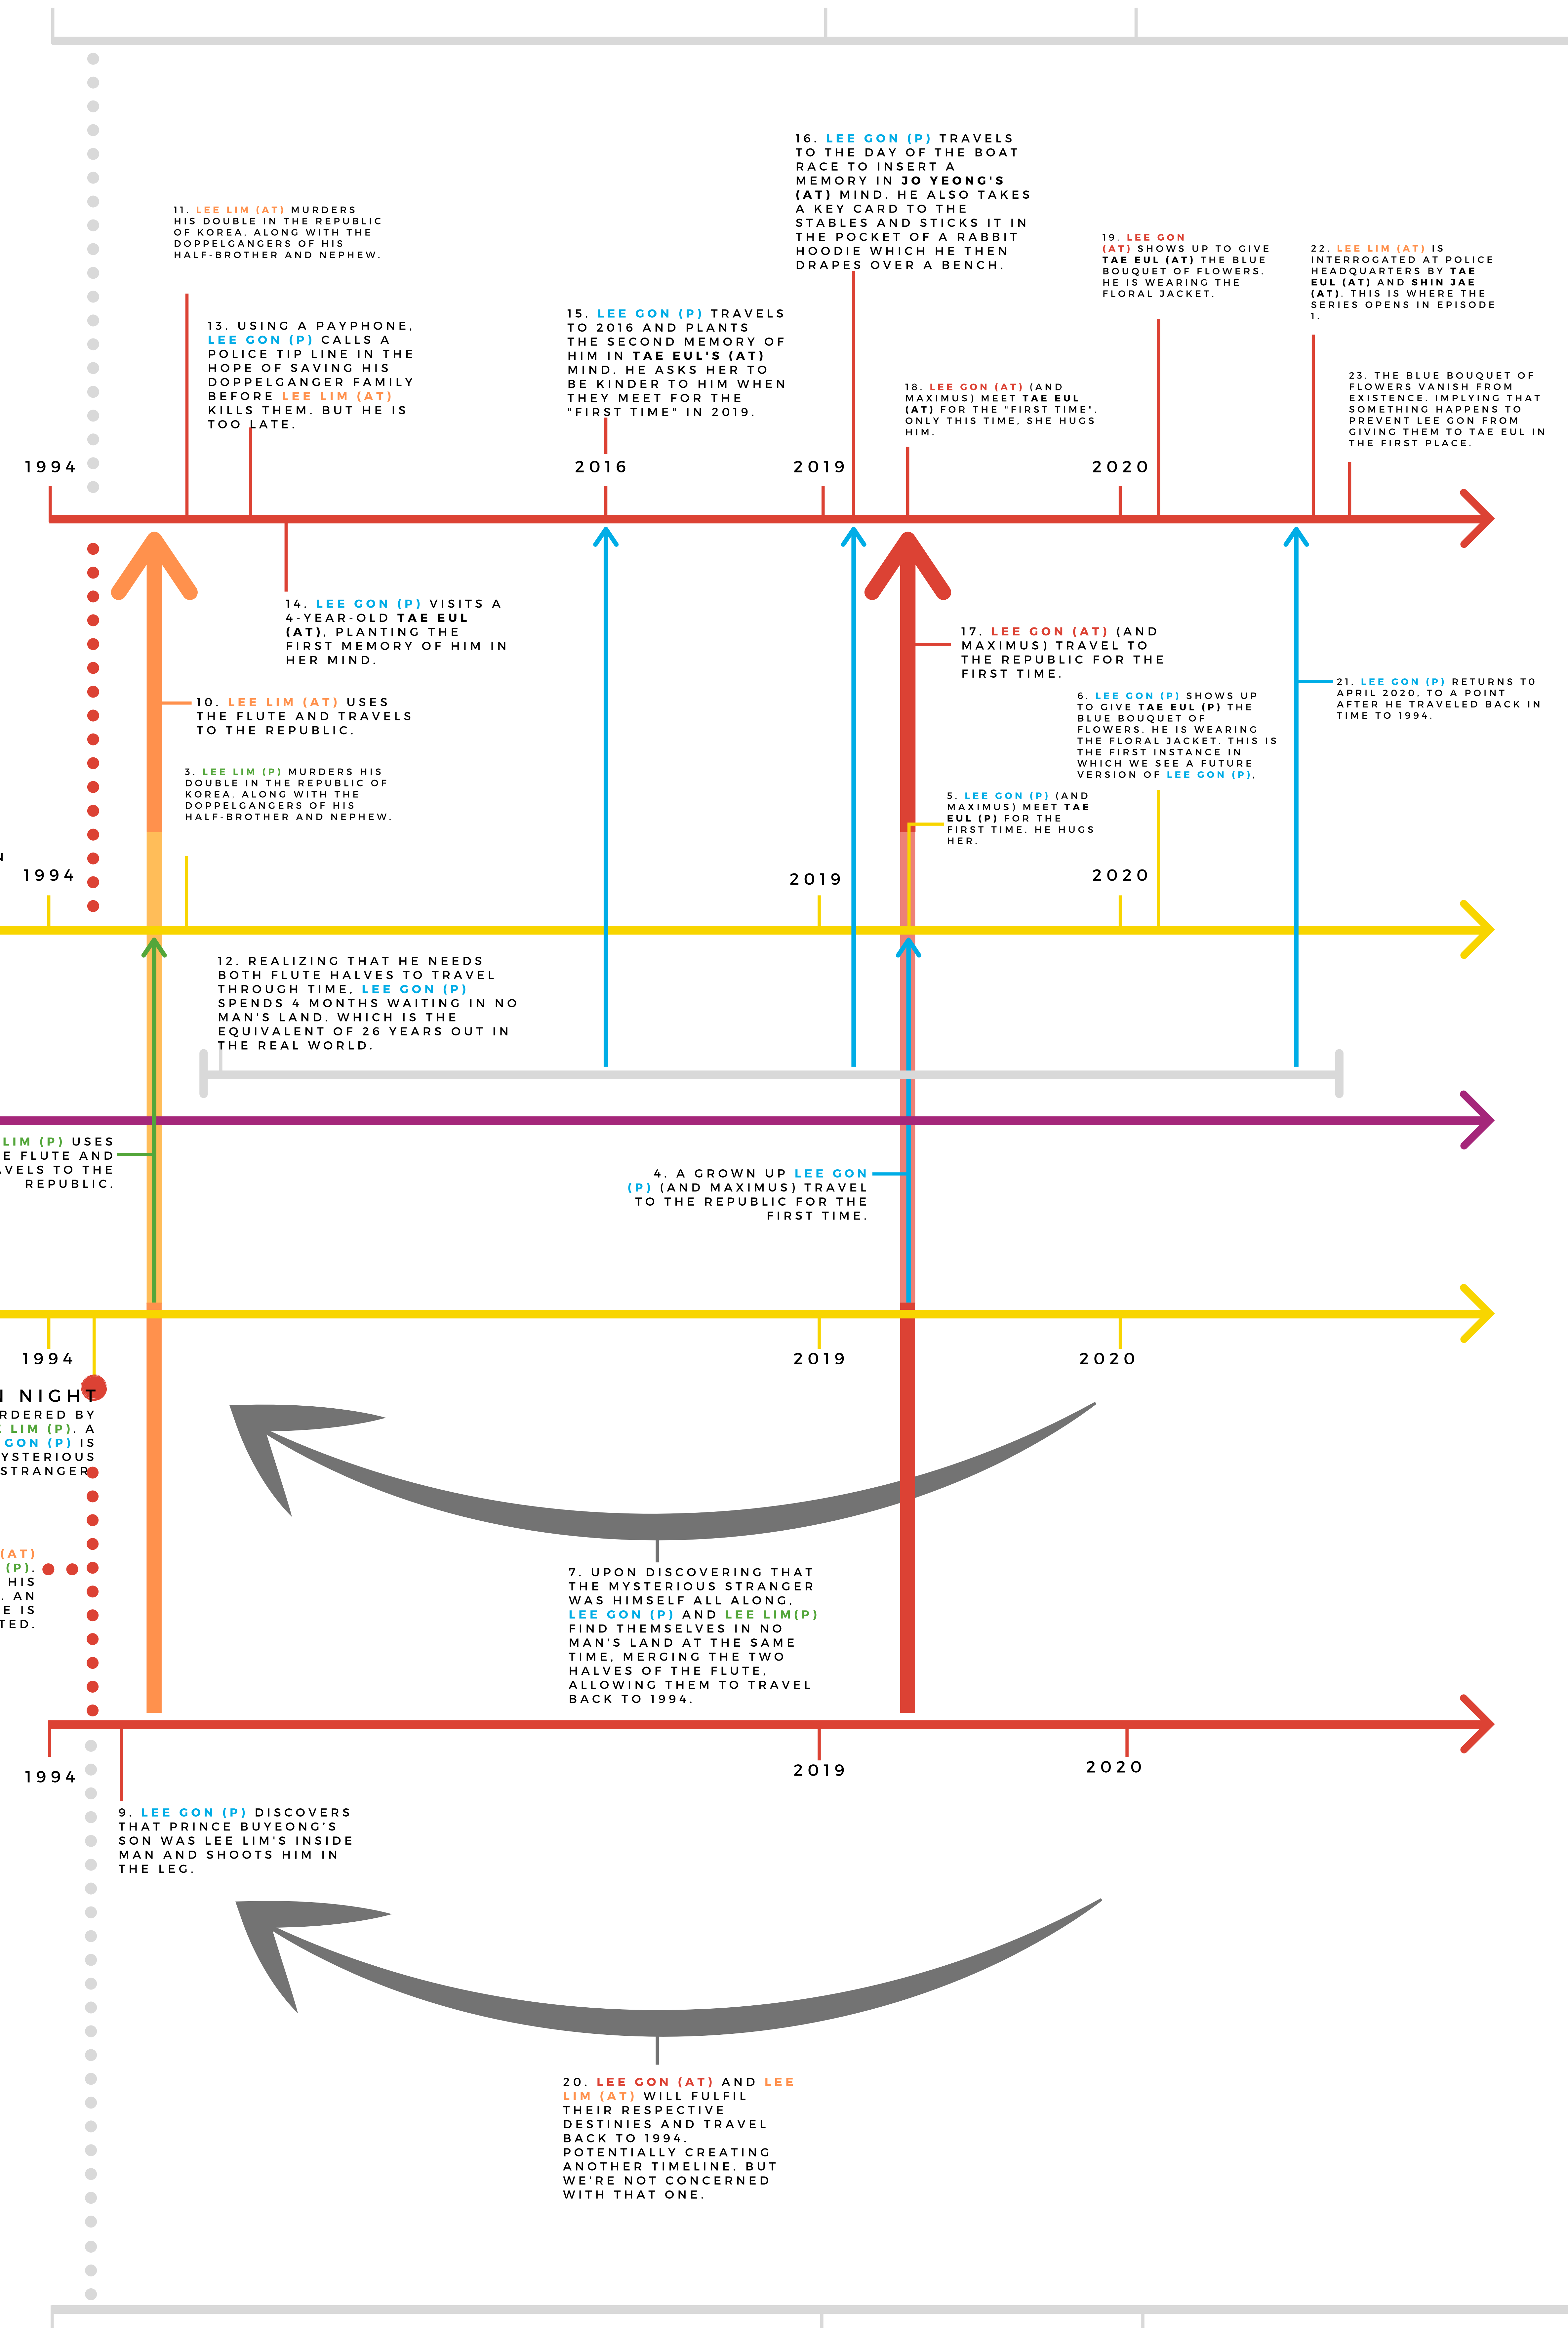 16. LEE GON (P) TRAVELS
TO THE DAY OF THE BOAT
RACE TO INSERT A
MEMORY IN JO YEONG'S
(AT) MIND. HE ALSO TAKES
A KEY CARD TO THE
STABLES AND STICKS IT IN
THE POCKET OF A RABBIT
HOODIE WHICH HE THEN
DRAPES OVER A BENCH.
11. LEE LIM (AT) MURDERS
HIS DOUBLE IN THE REPUBLIC
OF KOREA, ALONG WITH THE
DOPPELGANGERS OF HIS
HALF-BROTHER AND NEPHEW.
19. LEE GON
(AT) SHOWS UP TO GIVE
TAE EUL (AT) THE BLUE
BOUQUET OF FLOWERS.
HE IS WEARING THE
FLORAL JACKET.
22. LEE LIM (AT) IS
INTERROGATED AT POLICE
HEADQUARTERS BY TAE
EUL (AT) AND SHIN JAE
(AT). THIS IS WHERE THE
SERIES OPENS IN EPISODE
1.
13. USING A PAYPHONE,
LEE GON (P) CALLS A
POLICE TIP LINE IN THE
HOPE OF SAVING HIS
DOPPELGANGER FAMILY
BEFORE LEE LIM (AT)
KILLS THEM. BUT HE IS
TOO LATE.
15. LEE GON (P) TRAVELS
TO 2016 AND PLANTS
THE SECOND MEMORY OF
HIM IN TAE EUL'S (AT)
MIND. HE ASKS HER TO
BE KINDER TO HIM WHEN
THEY MEET FOR THE
"FIRST TIME" IN 2019.
18. LEE GON (AT) (AND
MAXIMUS) MEET TAE EUL
(AT) FOR THE "FIRST TIME".
ONLY THIS TIME, SHE HUGS
HIM.
23. THE BLUE BOUQUET OF
FLOWERS VANISH FROM
EXISTENCE. IMPLYING THAT
SOMETHING HAPPENS TO
PREVENT LEE GON FROM
GIVING THEM TO TAE EUL IN
THE FIRST PLACE.
1994
2016
2019
2020
14. LEE GON (P) VISITS A
4-YEAR-OLD TAE EUL
(AT), PLANTING THE
FIRST MEMORY OF HIM IN
HER MIND.
17. LEE GON (AT) (AND
MAXIMUS) TRAVEL TO
THE REPUBLIC FOR THE
FIRST TIME.
10. LEE LIM (AT) USES
THE FLUTE AND TRAVELS
TO THE REPUBLIC.
6. LEE GON (P) SHOWS UP
TO GIVE TAE EUL (P) THE
BLUE BOUQUET OF
FLOWERS. HE IS WEARING
THE FLORAL JACKET. THIS IS
THE FIRST INSTANCE IN
WHICH WE SEE A FUTURE
VERSION OF LEE GON (P).
21. LEE GON (P) RETURNS TO
APRIL 2020, TO A POINT
AFTER HE TRAVELED BACK IN
TIME TO 1994.
3. LEE LIM (P) MURDERS HIS
DOUBLE IN THE REPUBLIC OF
KOREA, ALONG WITH THE
DOPPELGANGERS OF HIS
HALF-BROTHER AND NEPHEW.
5. LEE GON (P) (AND
MAXIMUS) MEET TAE
EUL (P) FOR THE
FIRST TIME. HE HUGS
HER.
N
1994
2019
2020
12. REALIZING THAT HE NEEDS
BOTH FLUTE HALVES TO TRAVEL
THROUGH TIME, LEE GON (P)
SPENDS 4 MONTHS WAITING IN NO
MAN'S LAND. WHICH IS THE
EQUIVALENT OF 26 YEARS OUT IN
THE REAL WORLD.
LIM (P) USES
E FLUTE AND
AVELS TO THE
REPUBLIC.
4. A GROWN UP LEE GON
(P) (AND MAXIMUS) TRAVEL
TO THE REPUBLIC FOR THE
FIRST TIME.
1994
2019
2020
N NIGHT
RDERED BY
E LIM (P). A
GON (P) IS
YSTERIOUS
STRANGER.
(AT)
(P).
HIS
. AN
E IS
TED.
7. UPON DISCOVERING THAT
THE MYSTERIOUS STRANGER
WAS HIMSELF ALL ALONG,
LEE GON (P) AND LEE LIM(P)
FIND THEMSELVES IN NO
MAN'S LAND AT THE SAME
TIME, MERGING THE TWO
HALVES OF THE FLUTE,
ALLOWING THEM TO TRAVEL
BACK TO 1994.
1994
2019
2020
9. LEE GON (P) DISCOVERS
THAT PRINCE BUYEONG'S
SON WAS LEE LIM'S INSIDE
MAN AND SHOOTS HIM IN
THE LEG.
20. LEE GON (AT) AND LEE
LIM (AT) WILL FULFIL
THEIR RESPECTIVE
DESTINIES AND TRAVEL
BACK TO 1994.
POTENTIALLY CREATING
ANOTHER TIMELINE. BUT
WE'RE NOT CONCERNED
WITH THAT ONE.